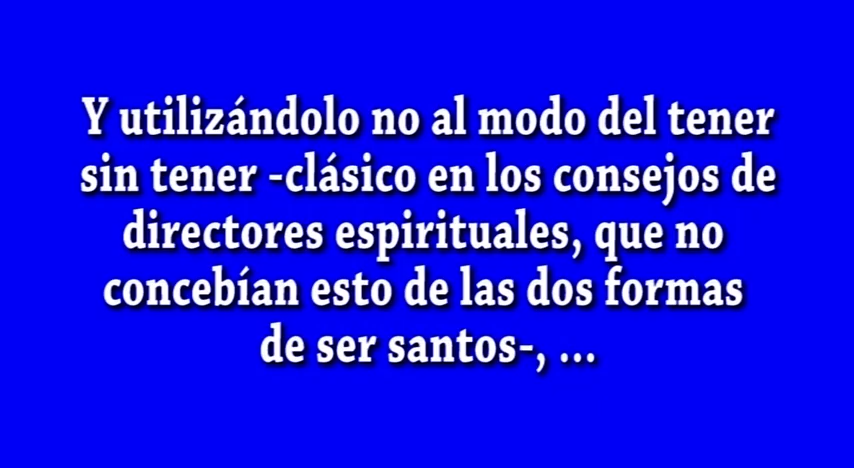 Y utilizándolo no al modo del tener
sin tener -clásico en los consejos de
directores espirituales, que no
concebían esto de las dos formas
de ser santos-, ...